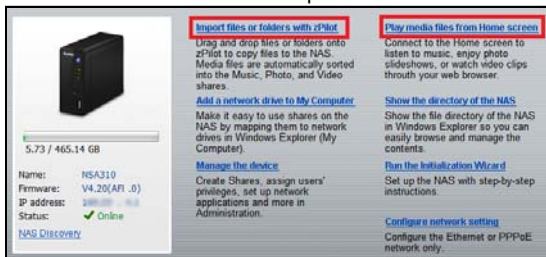 5.73 / 465.14 GB
Name: NSA310
Firmware: V4.20(AFI .0)
IP address:
Status: Online
NAS Discovery
Import files or folders with zPilot
Drag and drop files or folders onto
zPilot to copy files to the NAS.
Media files are automatically sorted
into the Music, Photo, and Video
shares.
Add a network drive to My Computer
Make it easy to use shares on the
NAS by mapping them to network
drives in Windows Explorer (My
Computer).
Manage the device
Create Shares, assign users'
privileges, set up network
applications and more in
Administration.
Play media files from Home screen
Connect to the Home screen to
listen to music, enjoy photo
slideshows, or watch video clips
throuth your web browser.
Show the directory of the NAS
Show the file directory of the NAS
in Windows Explorer so you can
easily browse and manage the
contents.
Run the Initialization Wizard
Set up the NAS with step-by-step
instructions.
Configure network setting
Configure the Ethernet or PPPoE
network only.